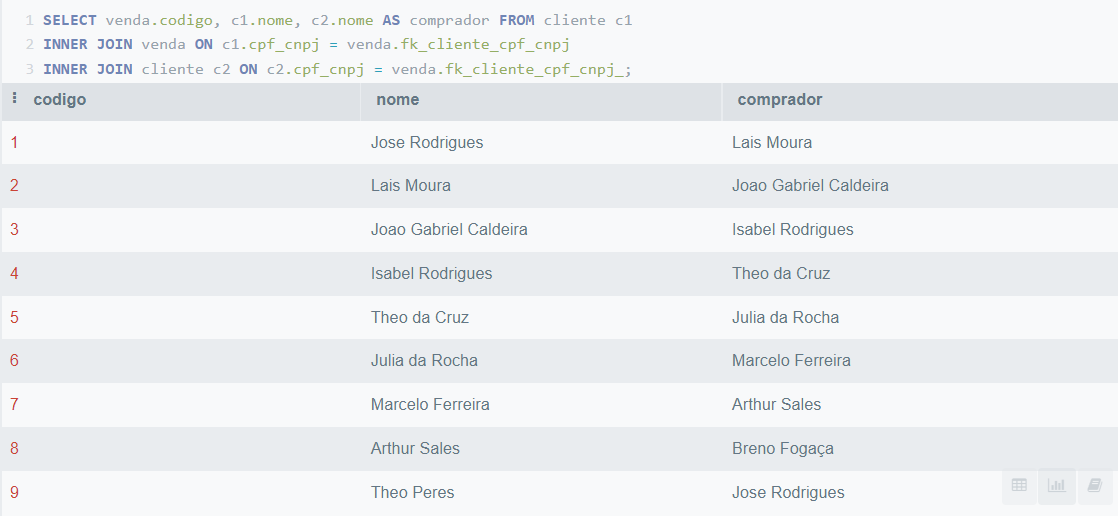 1 SELECT venda.codigo, c1.nome, c2.nome AS comprador FROM cliente c1
2 INNER JOIN venda ON c1.cpf_cnpj = venda.fk_cliente_cpf_cnpj
3 INNER JOIN cliente c2 ON c2.cpf_cnpj = venda.fk_cliente_cpf_cnpj_;
codigo nome comprador
1 Jose Rodrigues Lais Moura
2 Lais Moura Joao Gabriel Caldeira
3 Joao Gabriel Caldeira Isabel Rodrigues
4 Isabel Rodrigues Theo da Cruz
5 Theo da Cruz Julia da Rocha
6 Julia da Rocha Marcelo Ferreira
7 Marcelo Ferreira Arthur Sales
8 Arthur Sales Breno Fogaça
9 Theo Peres Jose Rodrigues